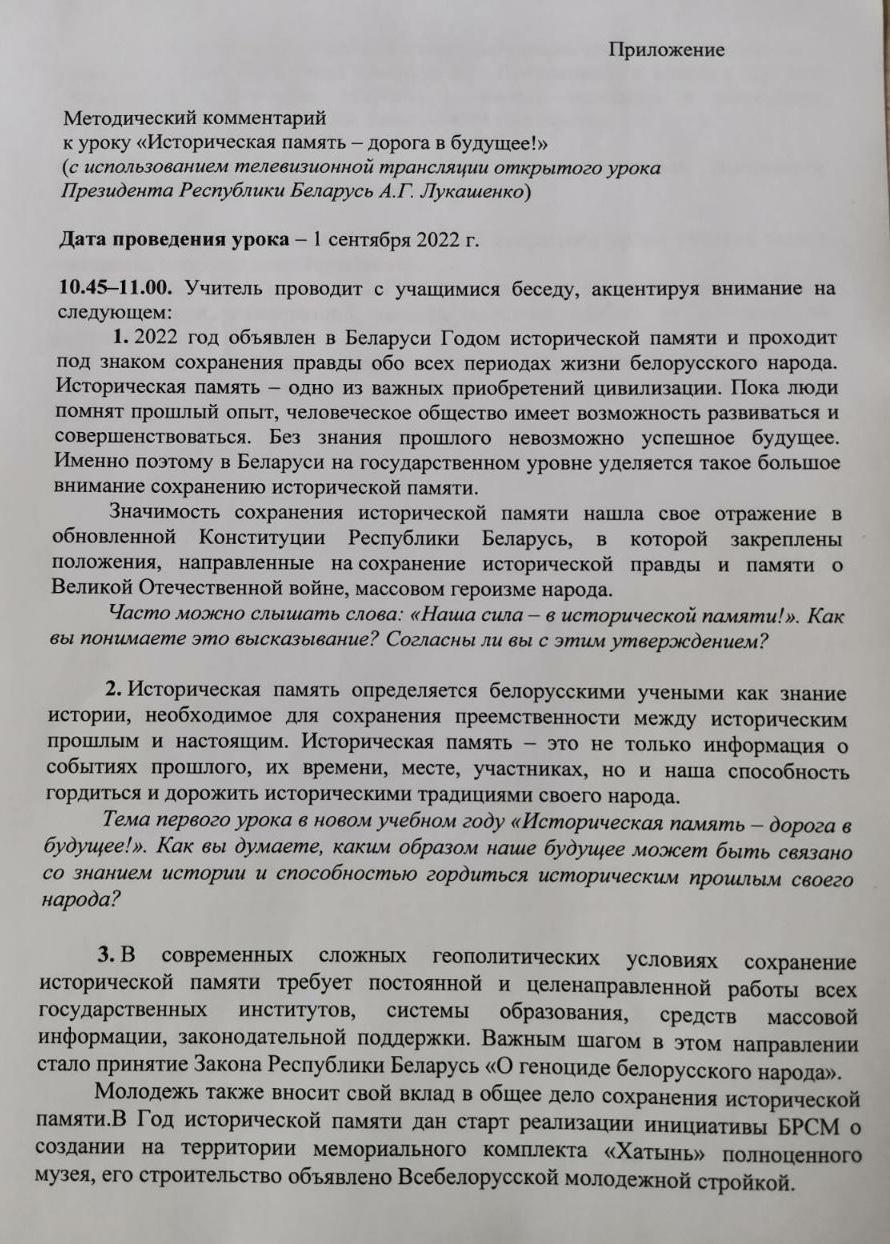 Приложение
Методический комментарий
к уроку «Историческая память – дорога в будущее!»
(с использованием телевизионной трансляции открытого урока
Президента Республики Беларусь А.Г. Лукашенко)
Дата проведения урока – 1 сентября 2022 г.
10.45–11.00. Учитель проводит с учащимися беседу, акцентируя внимание на
следующем:
1. 2022 год объявлен в Беларуси Годом исторической памяти и проходит
под знаком сохранения правды обо всех периодах жизни белорусского народа.
Историческая память – одно из важных приобретений цивилизации. Пока люди
помнят прошлый опыт, человеческое общество имеет возможность развиваться и
совершенствоваться. Без знания прошлого невозможно успешное будущее.
Именно поэтому в Беларуси на государственном уровне уделяется такое большое
внимание сохранению исторической памяти.
Значимость сохранения исторической памяти нашла свое отражение в
обновленной Конституции Республики Беларусь, в которой закреплены
положения, направленные на сохранение исторической правды и памяти о
Великой Отечественной войне, массовом героизме народа.
Часто можно слышать слова: «Наша сила – в исторической памяти!». Как
вы понимаете это высказывание? Согласны ли вы с этим утверждением?
2. Историческая память определяется белорусскими учеными как знание
истории, необходимое для сохранения преемственности между историческим
прошлым и настоящим. Историческая память – это не только информация о
событиях прошлого, их времени, месте, участниках, но и наша способность
гордиться и дорожить историческими традициями своего народа.
Тема первого урока в новом учебном году «Историческая память – дорога в
будущее!». Как вы думаете, каким образом наше будущее может быть связано
со знанием истории и способностью гордиться историческим прошлым своего
народа?
3. В современных сложных геополитических условиях сохранение
исторической памяти требует постоянной и целенаправленной работы всех
государственных институтов, системы образования, средств массовой
информации, законодательной поддержки. Важным шагом в этом направлении
стало принятие Закона Республики Беларусь «О геноциде белорусского народа».
Молодежь также вносит свой вклад в общее дело сохранения исторической
памяти.В Год исторической памяти дан старт реализации инициативы БРСМ о
создании на территории мемориального комплекта «Хатынь» полноценного
музея, его строительство объявлено Всебелорусской молодежной стройкой.